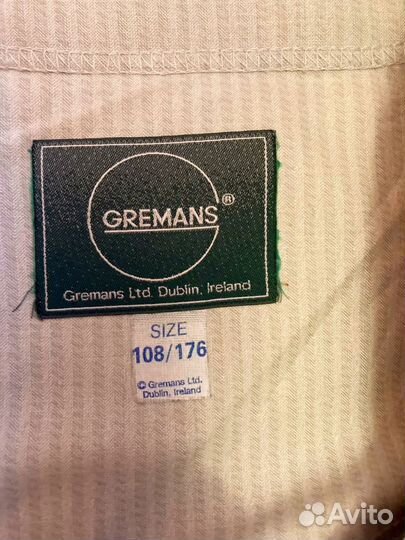 GREMANS®
Gremans Ltd. Dublin, Ireland
SIZE
108/176
© Gremans Ltd.
Dublin, Ireland
Avito